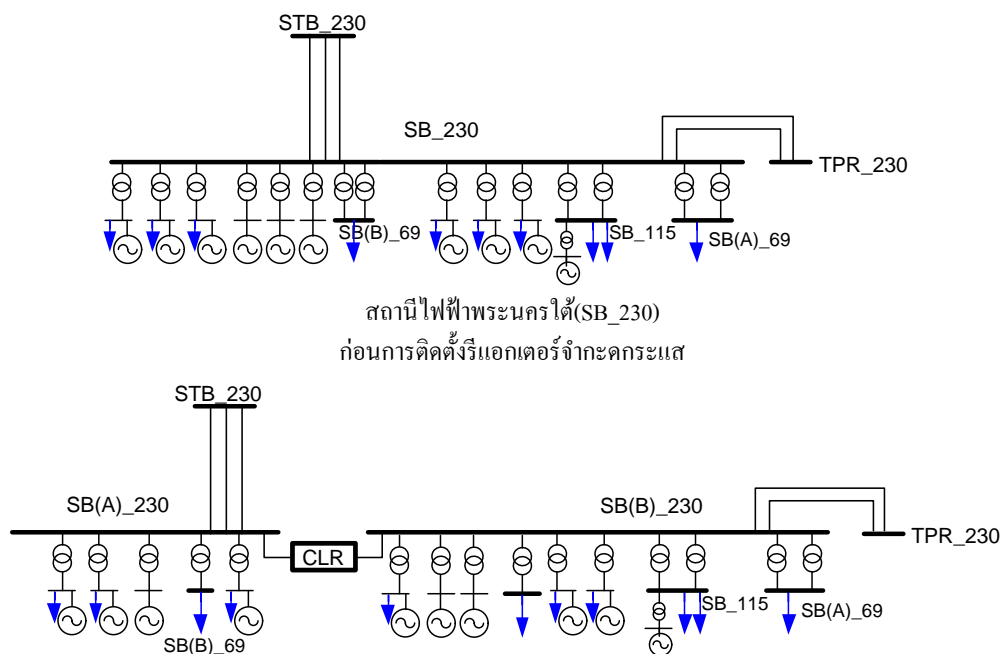 STB_230
SB_230
TPR_230
SB(B)_69
SB_115
SB(A)_69
สถานีไฟฟ้าพระนครใต้(SB_230)
ก่อนการติดตั้งรีแอกเตอร์จำกะดกระแส
STB_230
SB(A)_230
SB(B)_230
TPR_230
CLR
SB_115
SB(A)_69
SB(B)_69